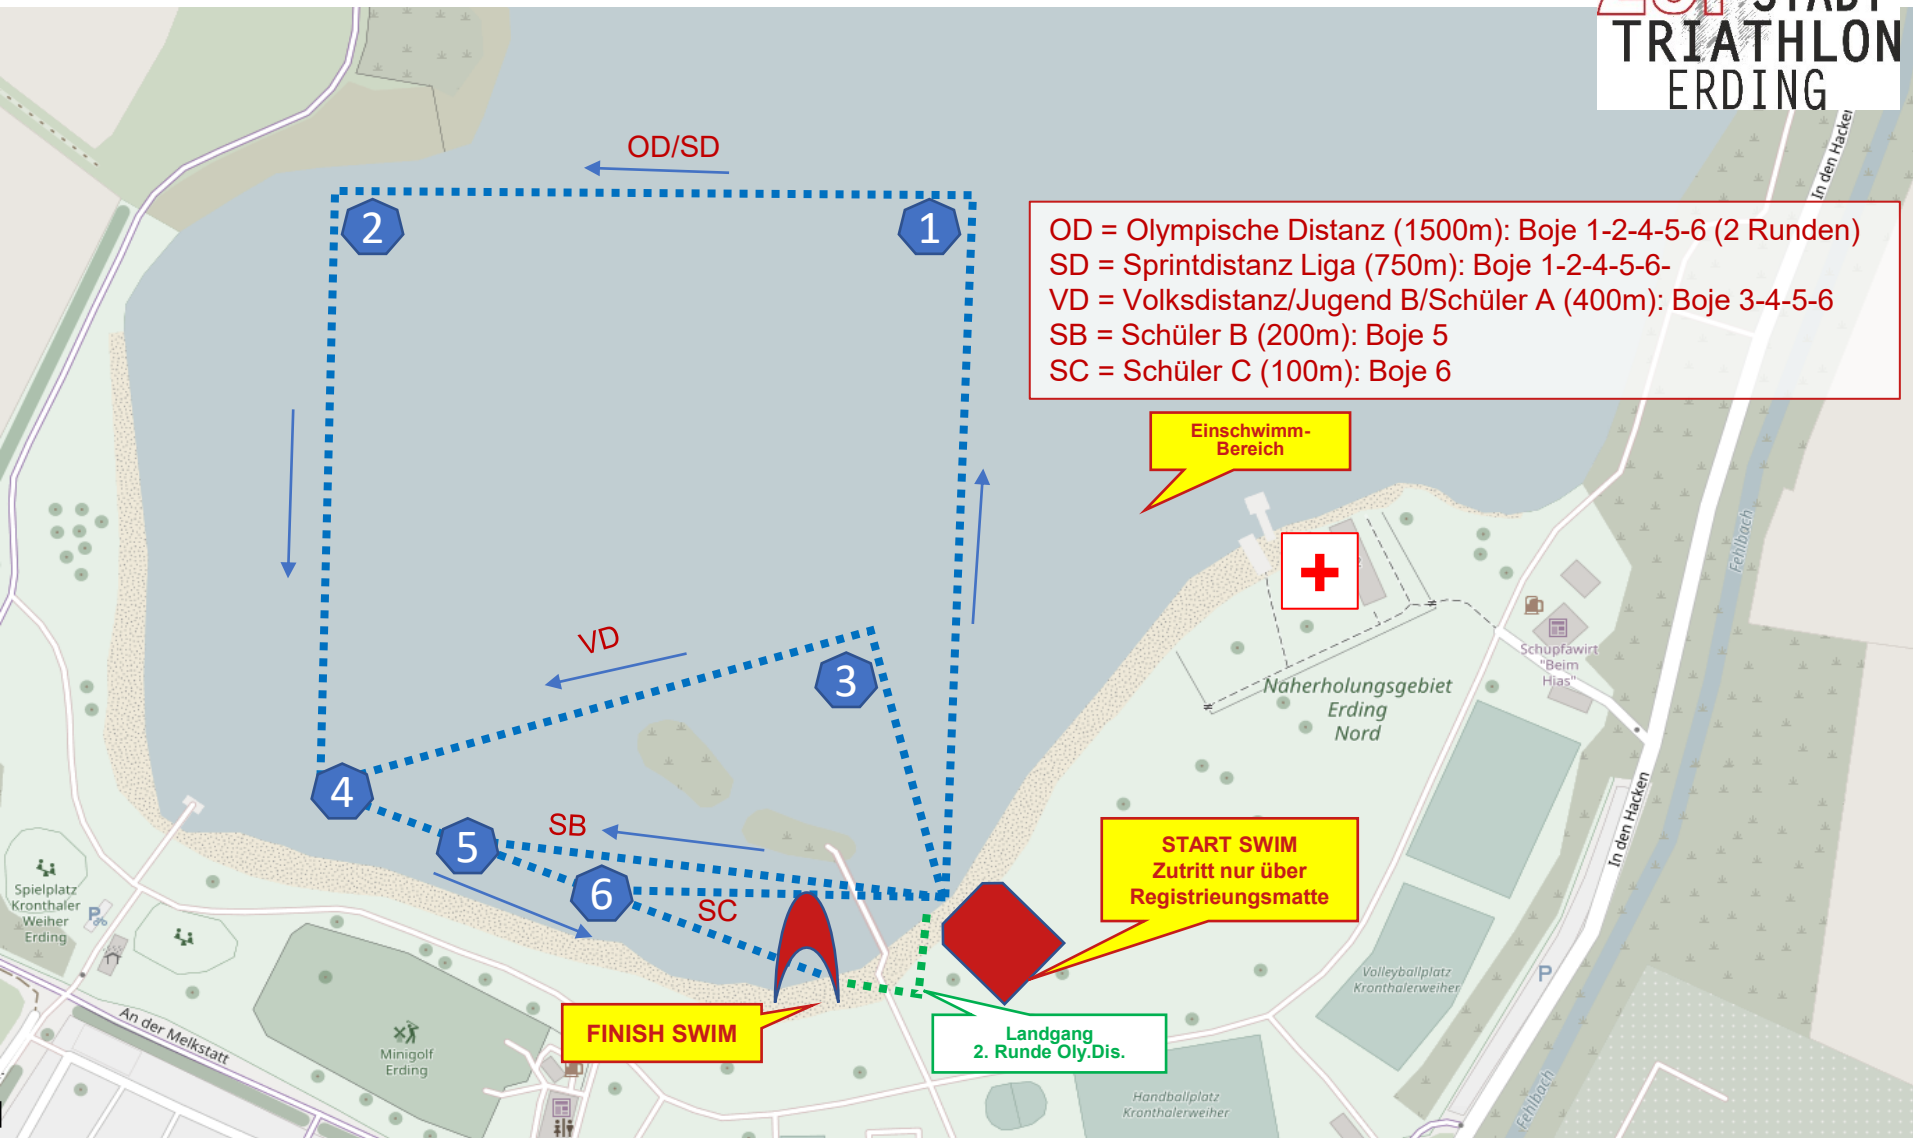 STADT
TRIATHLON
ERDING
In den Hacken
OD/SD
2
1
OD = Olympische Distanz (1500m): Boje 1-2-4-5-6 (2 Runden)
SD = Sprintdistanz Liga (750m): Boje 1-2-4-5-6-
VD = Volksdistanz/Jugend B/Schüler A (400m): Boje 3-4-5-6
SB = Schüler B (200m): Boje 5
SC = Schüler C (100m): Boje 6
Einschwimm-
Bereich
Fehlbach
VD
3
Schupfawirt
"Beim
Hias"
Naherholungsgebiet
Erding
Nord
4
SB
5
6
SC
In den Hacken
START SWIM
Zutritt nur über
Registrieungsmatte
Spielplatz
Kronthaler
Weiher
Erding
P
Volleyballplatz
Kronthalerweiher
P
An der Melkstatt
FINISH SWIM
Landgang
2. Runde Oly.Dis.
Minigolf
Erding
Handballplatz
Kronthalerweiher
Fehlbach